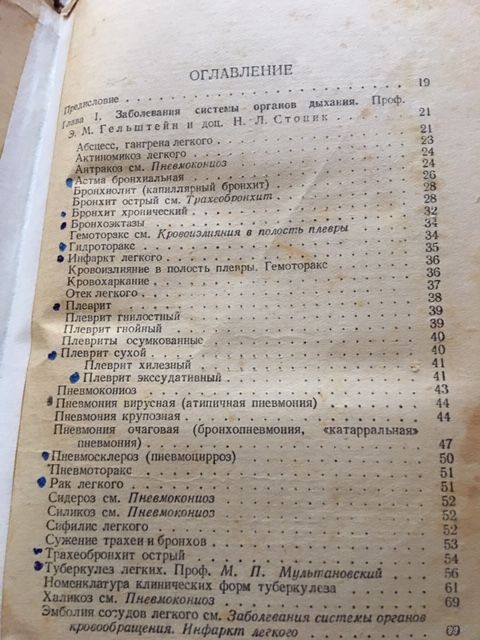 ОГЛАВЛЕНИЕ
Предисловие 19
Глава I. Заболевания системы органов дыхания. Проф.
Э. М. Гельштейн и доц. Н. Л. Стоцик 21
Абсцесс, гангрена легкого 21
Актиномикоз легкого 23
Антракоз см. Пневмокониоз 24
Астма бронхиальная 24
Бронхиолит (капиллярный бронхит) 26
Бронхит острый см. Трахеобронхит 28
Бронхит хронический 28
Бронхоэктазы 32
Гемоторакс см. Кровоизлияния в полость плевры 34
Гидроторакс 34
Инфаркт легкого 35
Кровоизлияние в полость плевры. Гемоторакс 36
Кровохаркание 36
Отек легкого 37
Плеврит 38
Плеврит гнилостный 39
Плеврит гнойный 39
Плевриты осумкованные 40
Плеврит сухой 40
Плеврит хилезный 41
Плеврит экссудативный 41
Пневмокониоз 43
Пневмония вирусная (атипичная пневмония) 44
Пневмония крупозная 44
Пневмония очаговая (бронхопневмония, «катарральная"
пневмония) 47
Пневмосклероз (пневмоцирроз) 50
Пневмоторакс 51
Рак легкого 51
Сидероз см. Пневмокониоз 52
Силикоз см. Пневмокониоз 52
Сифилис легкого 52
Сужение трахеи и бронхов 53
Трахеобронхит острый 54
Туберкулез легких. Проф. М. П. Мультановский 56
Номенклатура клинических форм туберкулеза 61
Халикоз см. Пневмокониоз 69
Эмболия сосудов легкого см. Заболевания системы органов
кровообращения. Инфаркт легкого